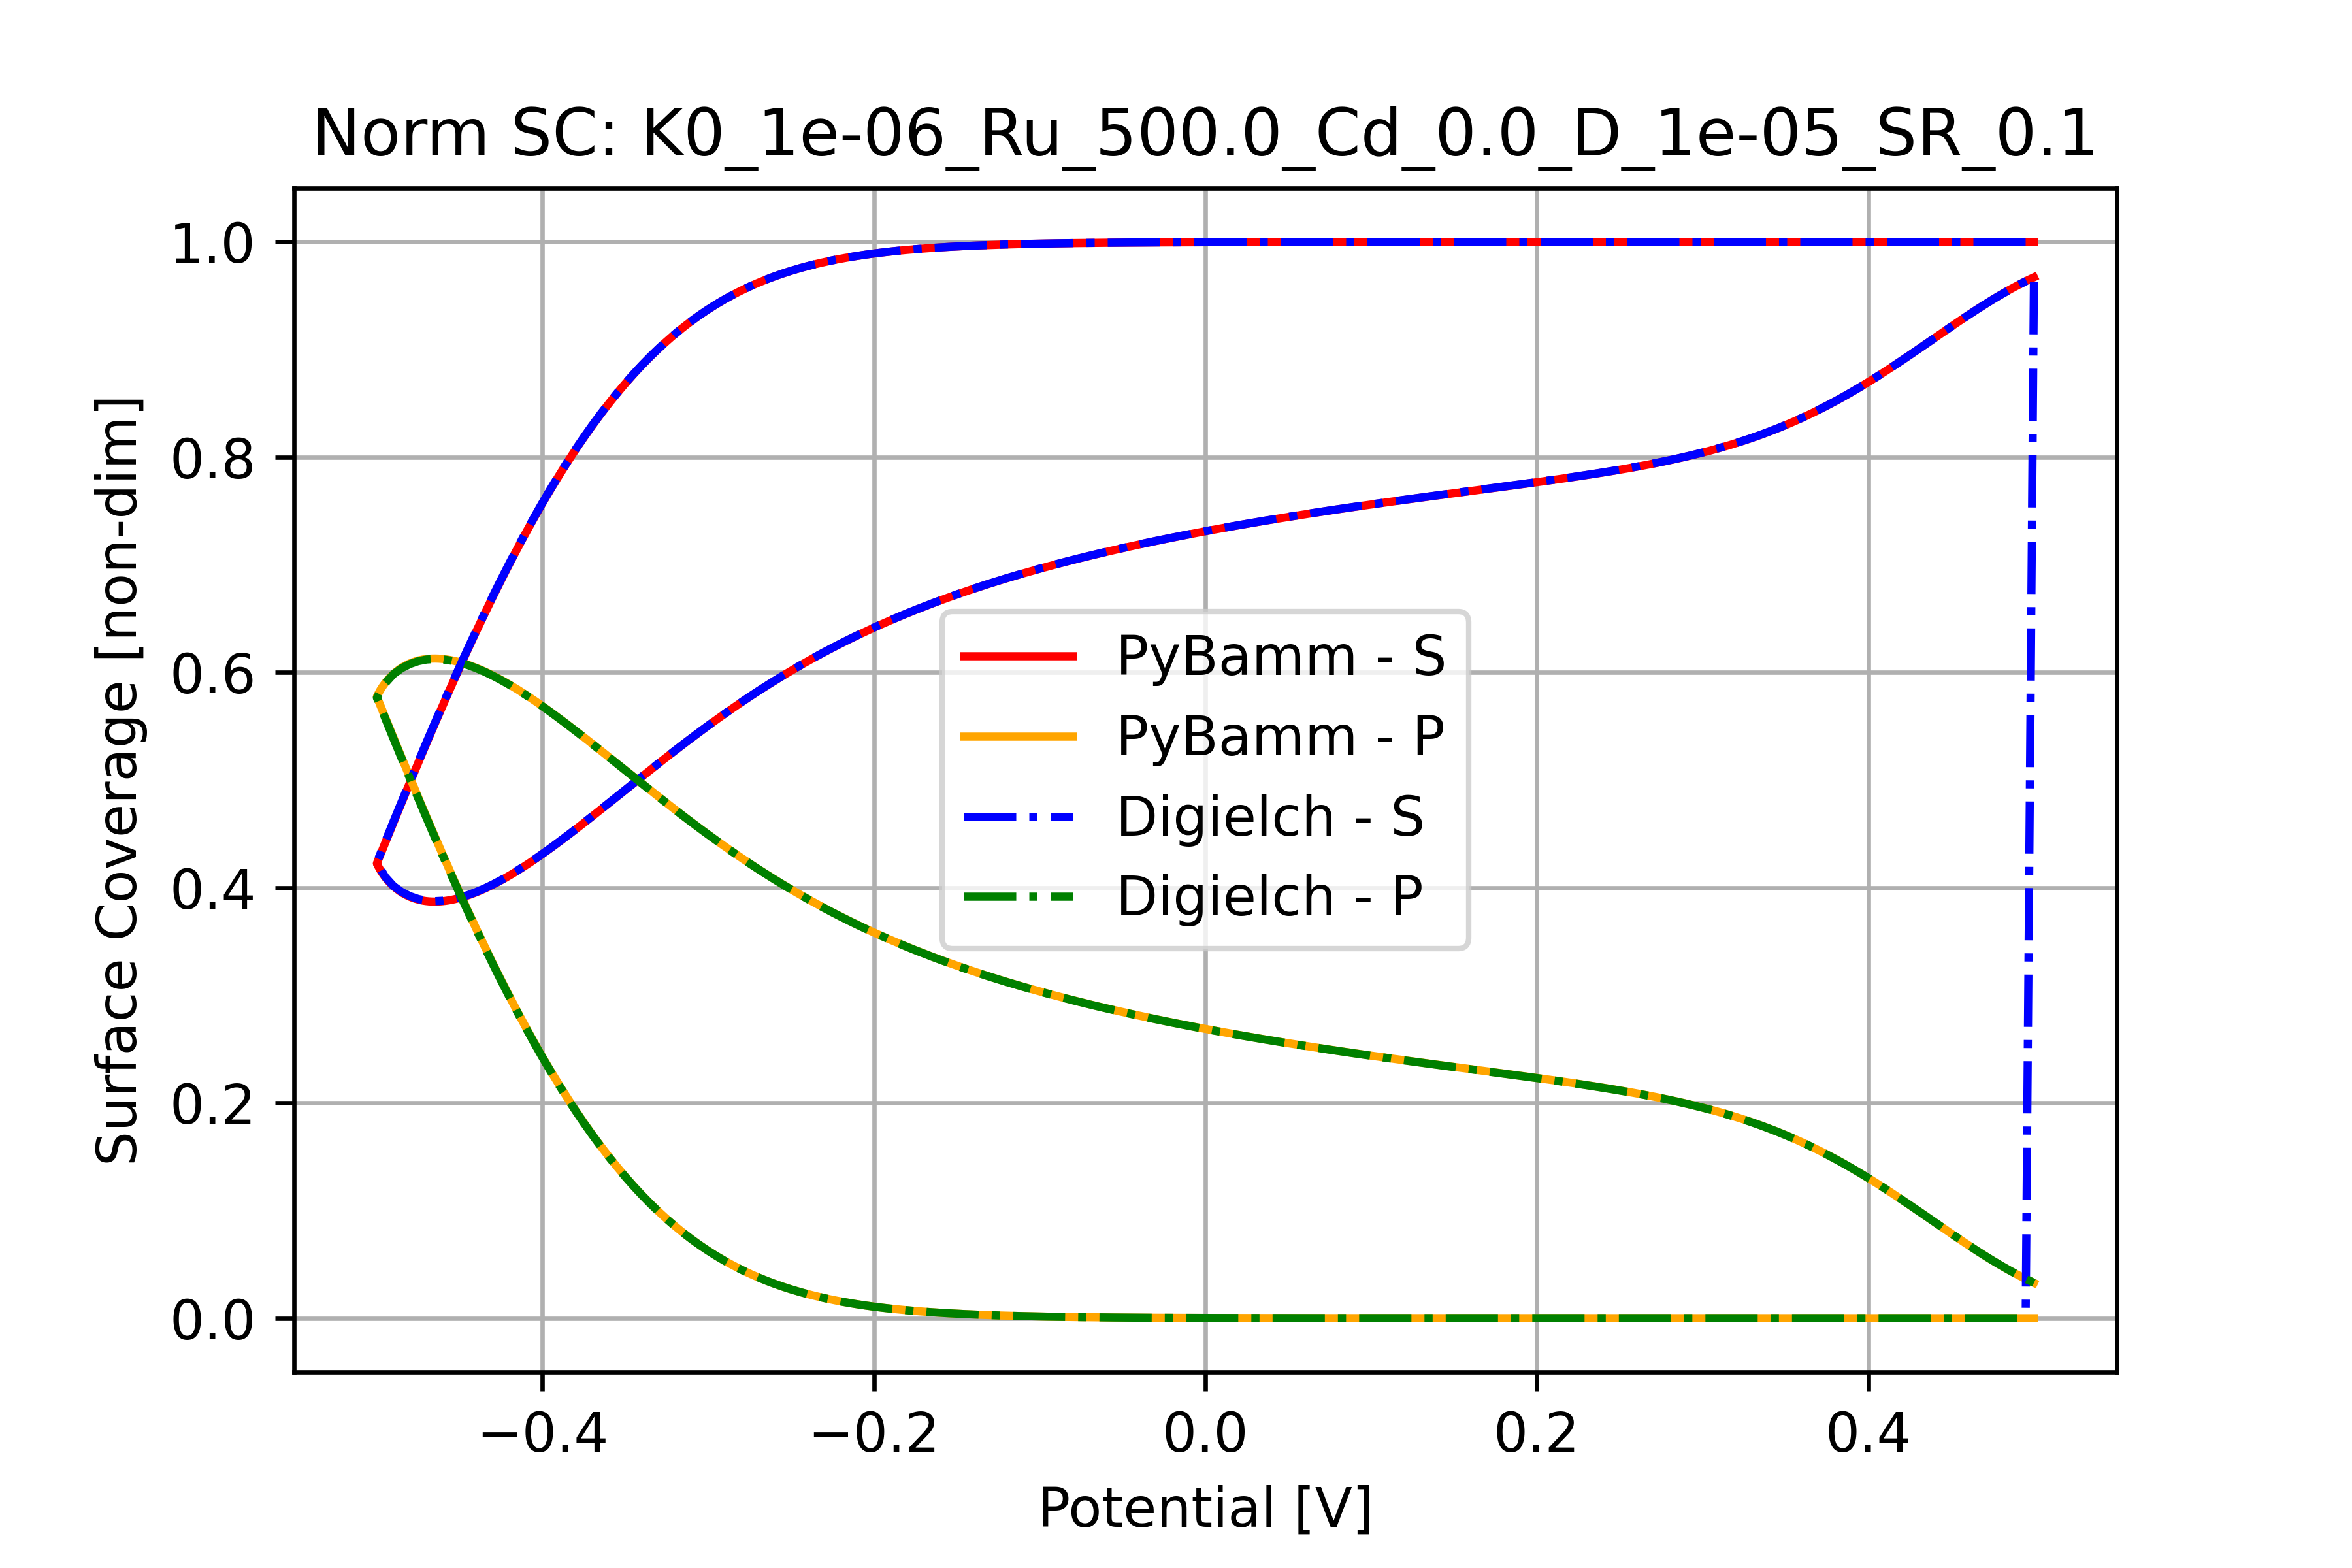 Norm SC: K0_1e-06_Ru_500.0_Cd_0.0_D_1e-05_SR_0.1
Surface Coverage [non-dim]
1.0
0.8
0.6
0.4
0.2
0.0
PyBamm - S
PyBamm - P
Digielch - S
Digielch - P
−0.4
−0.2
0.0
0.2
0.4
Potential [V]